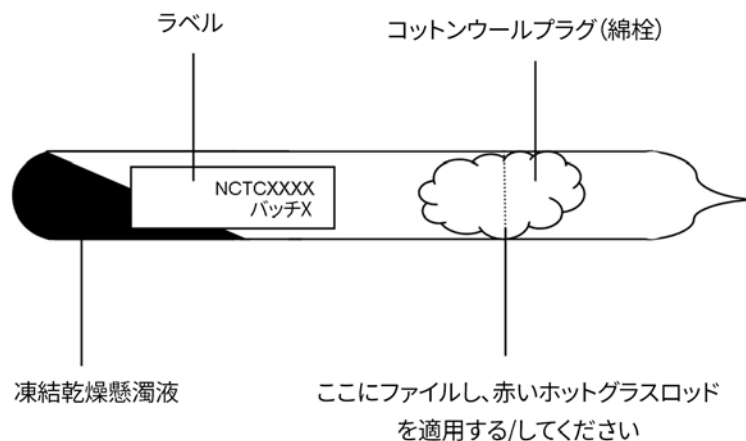 ラベル
コットンウールプラグ（綿栓）
NCTCXXXX
バッチX
凍結乾燥懸濁液
ここにファイルし、赤いホットグラスロッド
を適用する/してください